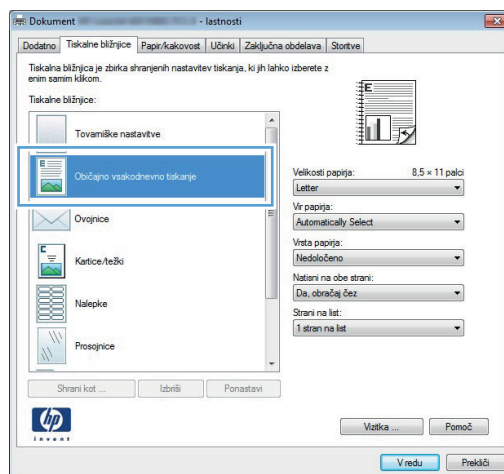 Dokument - lastnosti
Dodatno Tiskalne bližnjice Papir/kakovost Učinki Zaključna obdelava Storitve
Tiskalna bližnjica je zbirka shranjenih nastavitev tiskanja, ki jih lahko izberete z
enim samim klikom.
Tiskalne bližnjice:
Tovarniške nastavitve
Običajno vsakodnevno tiskanje
Ovojnice
Kartice/težki
Nalepke
Prosojnice
Shrani kot ... Izbriši Ponastavi
Velikosti papirja: 8,5 × 11 palci
Letter
Vir papirja:
Automatically Select
Vrsta papirja:
Nedoločeno
Natisni na obe strani:
Da, obračaj čez
Strani na list:
1 stran na list
hp
invent
Vizitka ... Pomoč
V redu Prekliči